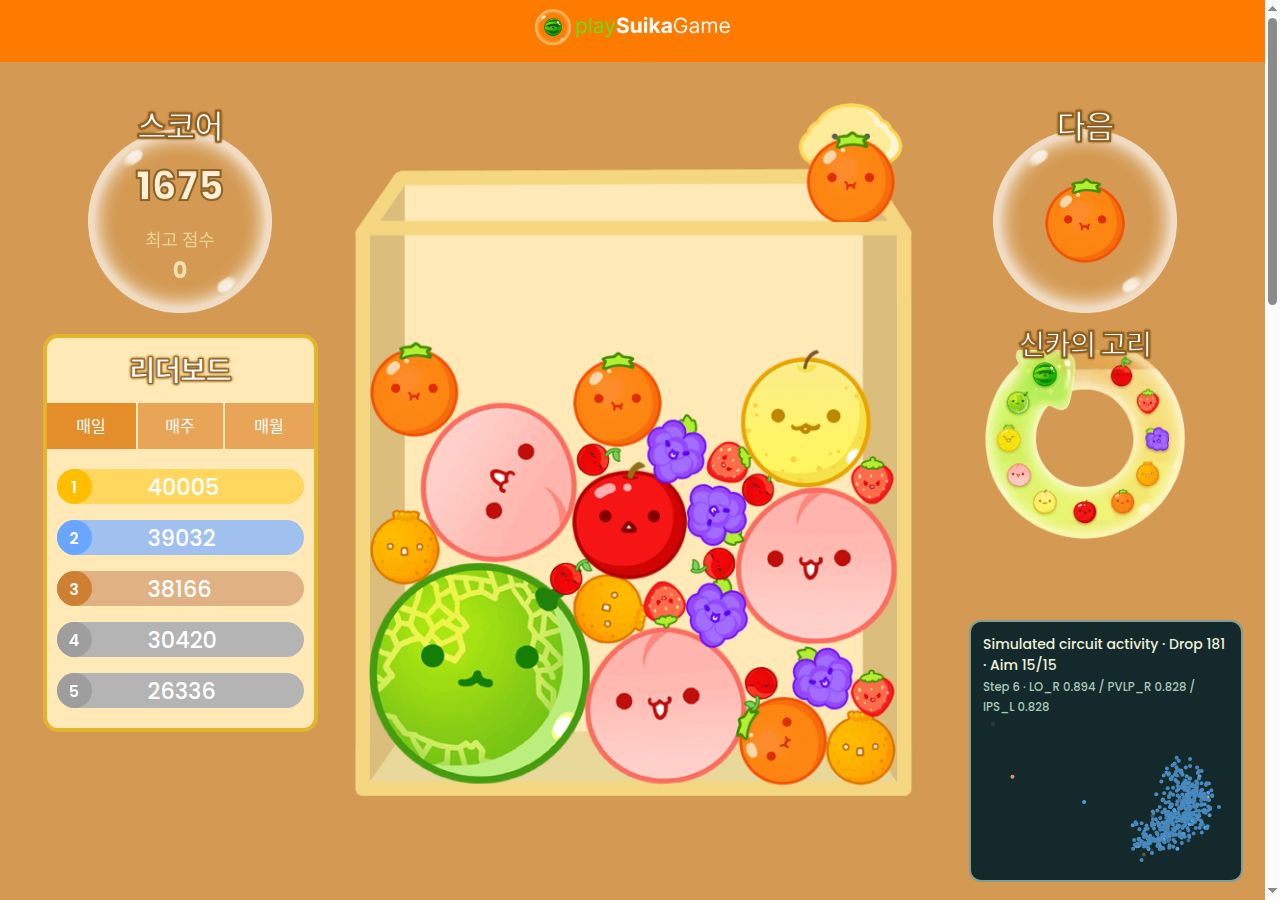 playSuikaGame
스코어
1675
최고 점수
0
리더보드
매일 매주 매월
1 40005
2 39032
3 38166
4 30420
5 26336
다음
신카의 고리
Simulated circuit activity · Drop 181
· Aim 15/15
Step 6 · LO_R 0.894 / PVLP_R 0.828 /
IPS_L 0.828